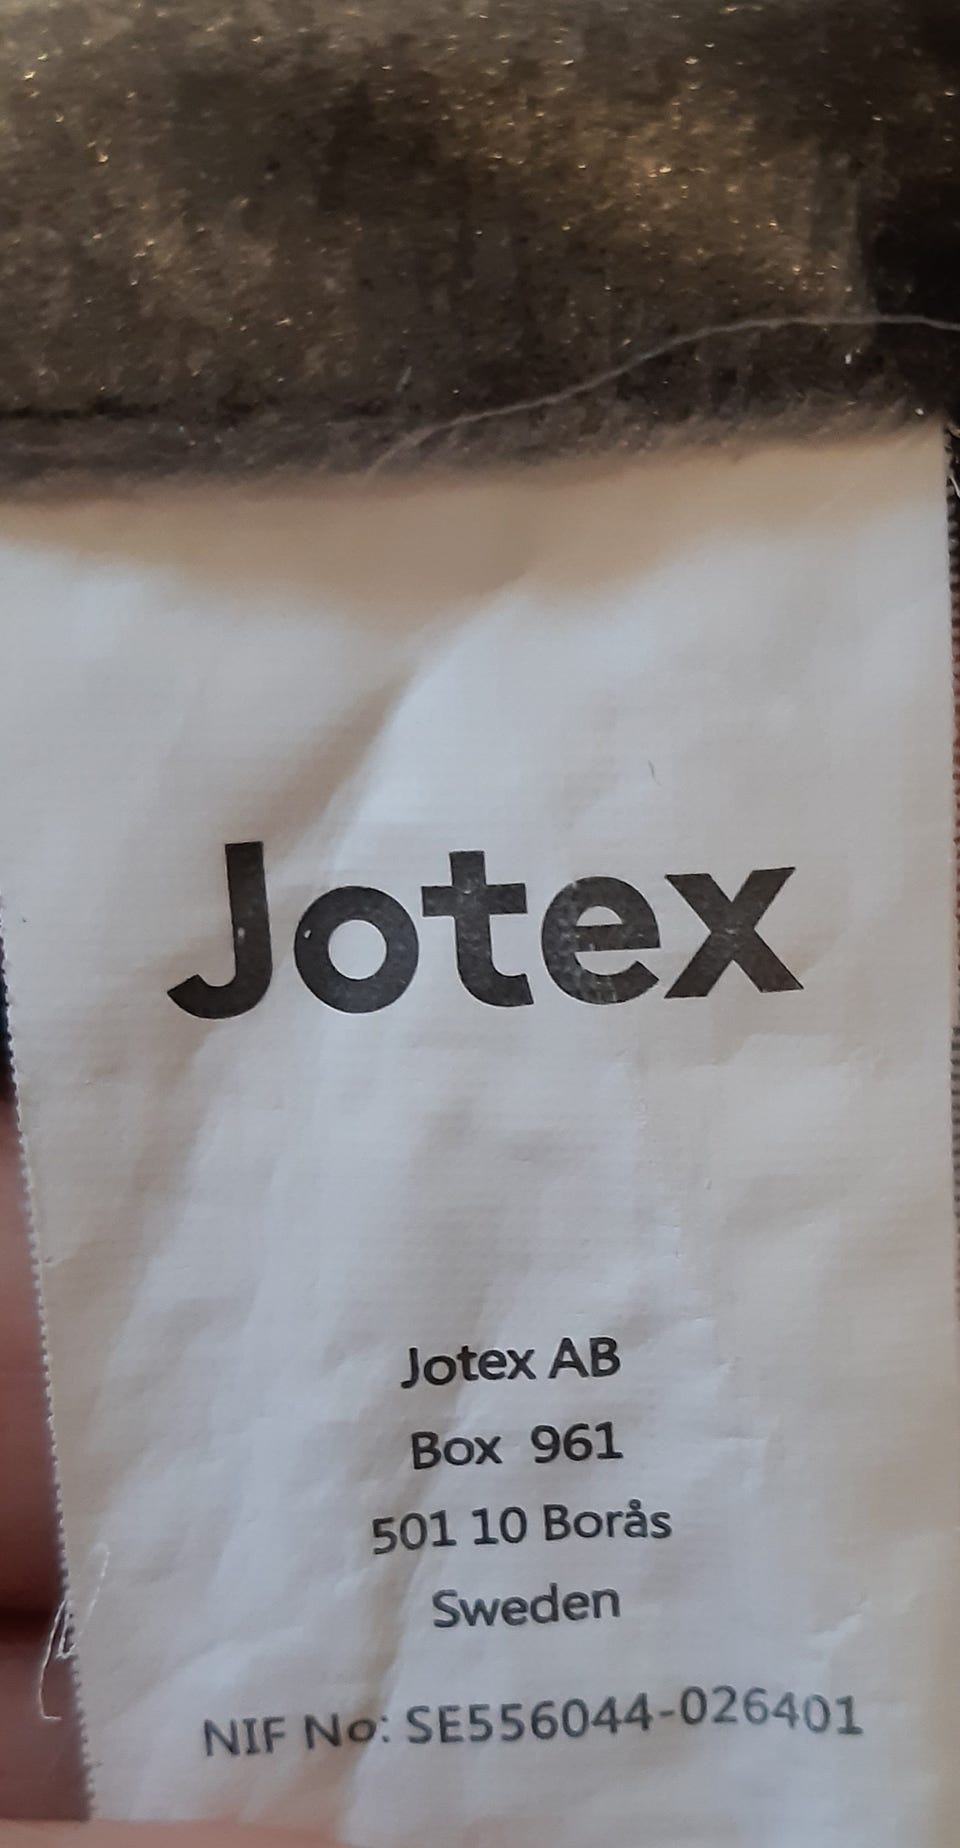 Jotex
Jotex AB
Box 961
501 10 Borås
Sweden
NIF No: SE556044-026401